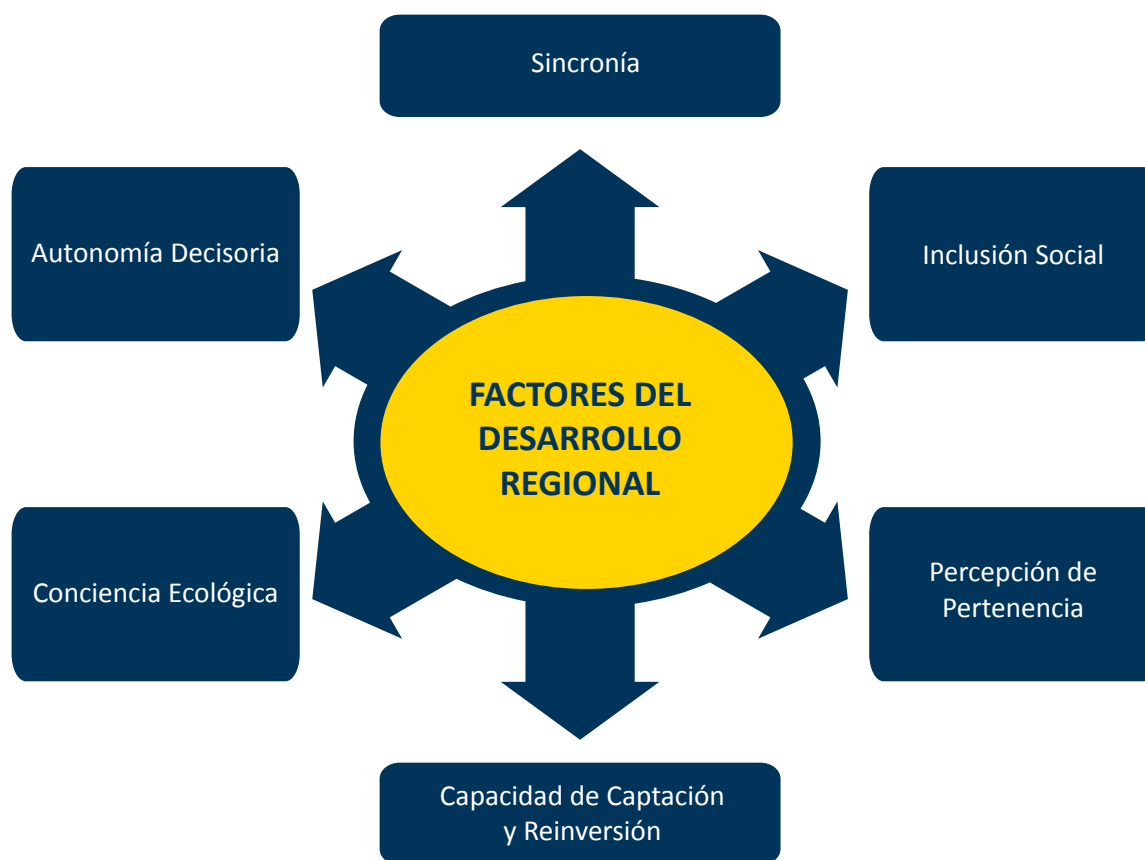 Sincronía
Autonomía Decisoria
Inclusión Social
FACTORES DEL
DESARROLLO
REGIONAL
Conciencia Ecológica
Percepción de
Pertenencia
Capacidad de Captación
y Reinversión